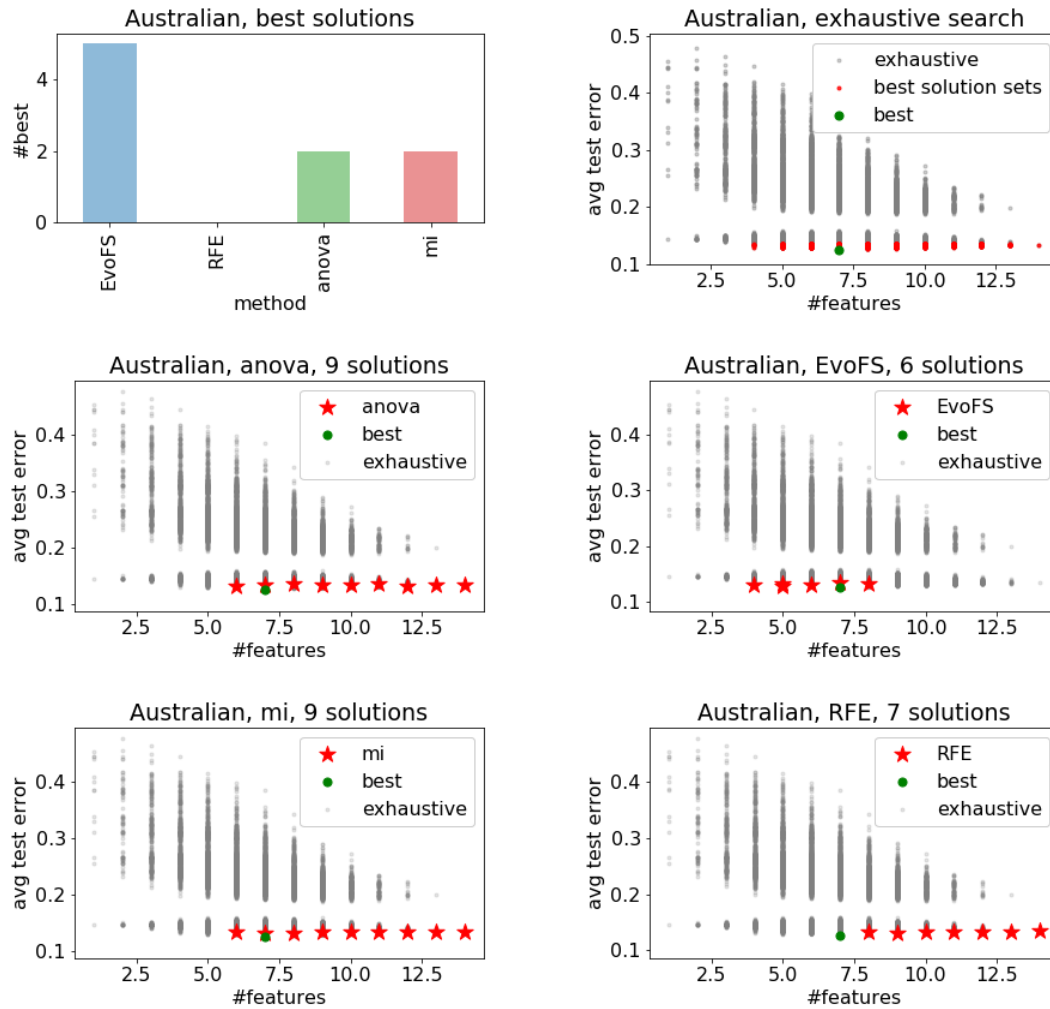 Australian, best solutions
4
2
0
#best
EvoFS
RFE
anova
mi
method
Australian, exhaustive search
0.5
0.4
0.3
0.2
0.1
avg test error
exhaustive
best solution sets
best
2.5 5.0 7.5 10.0 12.5
#features
Australian, anova, 9 solutions
0.4
0.3
0.2
0.1
avg test error
anova
best
exhaustive
2.5 5.0 7.5 10.0 12.5
#features
Australian, EvoFS, 6 solutions
0.4
0.3
0.2
0.1
avg test error
EvoFS
best
exhaustive
2.5 5.0 7.5 10.0 12.5
#features
Australian, mi, 9 solutions
0.4
0.3
0.2
0.1
avg test error
mi
best
exhaustive
2.5 5.0 7.5 10.0 12.5
#features
Australian, RFE, 7 solutions
0.4
0.3
0.2
0.1
avg test error
RFE
best
exhaustive
2.5 5.0 7.5 10.0 12.5
#features